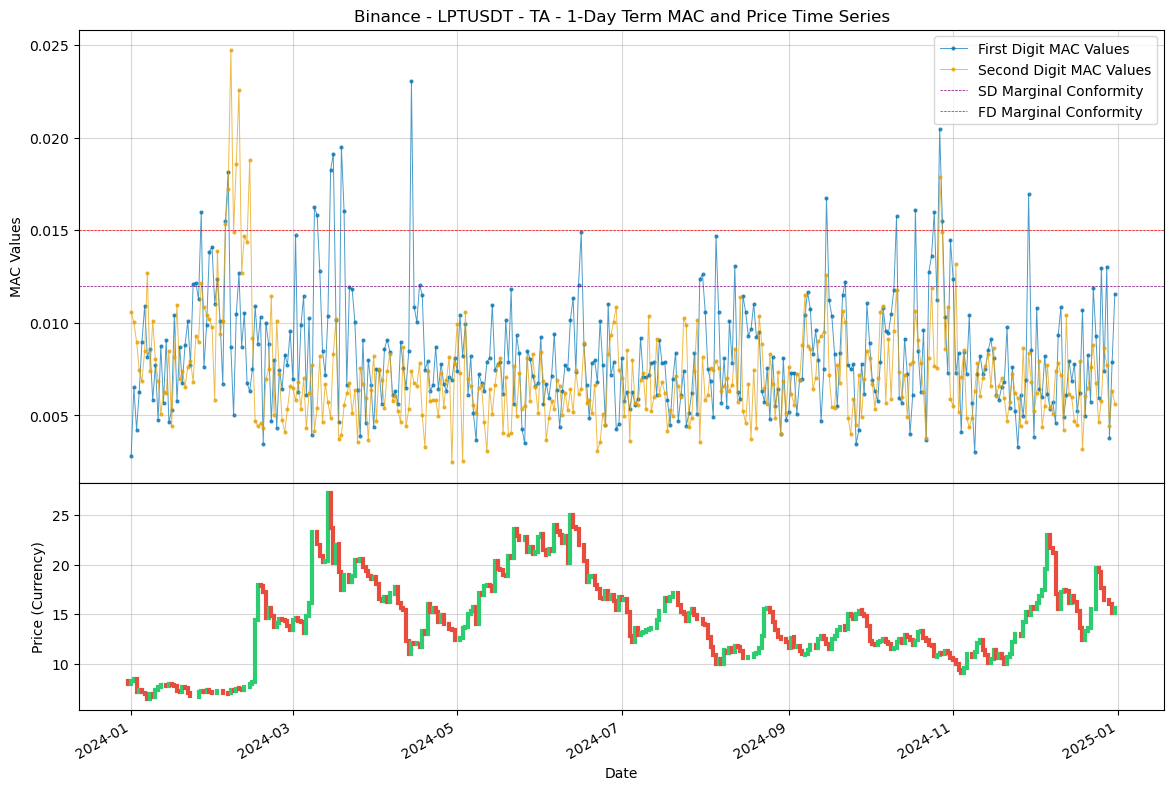 Binance - LPTUSDT - TA - 1-Day Term MAC and Price Time Series
First Digit MAC Values
Second Digit MAC Values
SD Marginal Conformity
FD Marginal Conformity
MAC Values
0.025
0.020
0.015
0.010
0.005
Price (Currency)
25
20
15
10
2024-01
2024-03
2024-05
2024-07
2024-09
2024-11
2025-01
Date